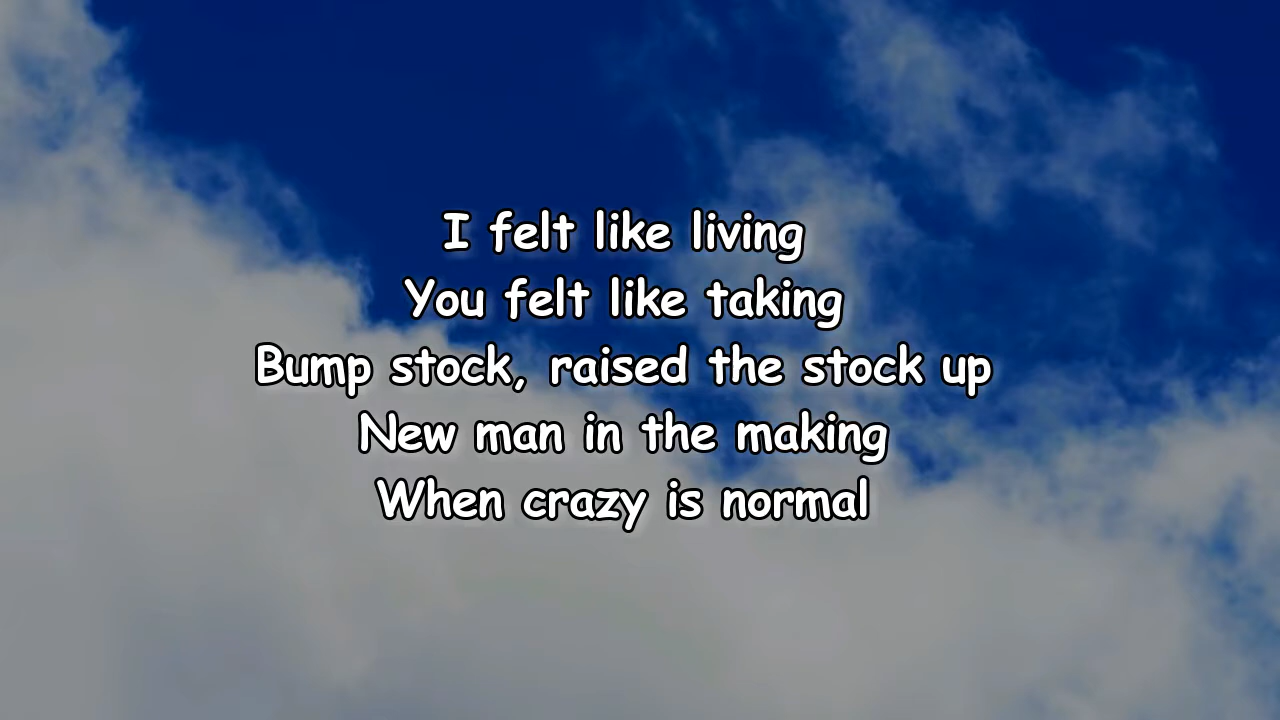 I felt like living
You felt like taking
Bump stock, raised the stock up
New man in the making
When crazy is normal